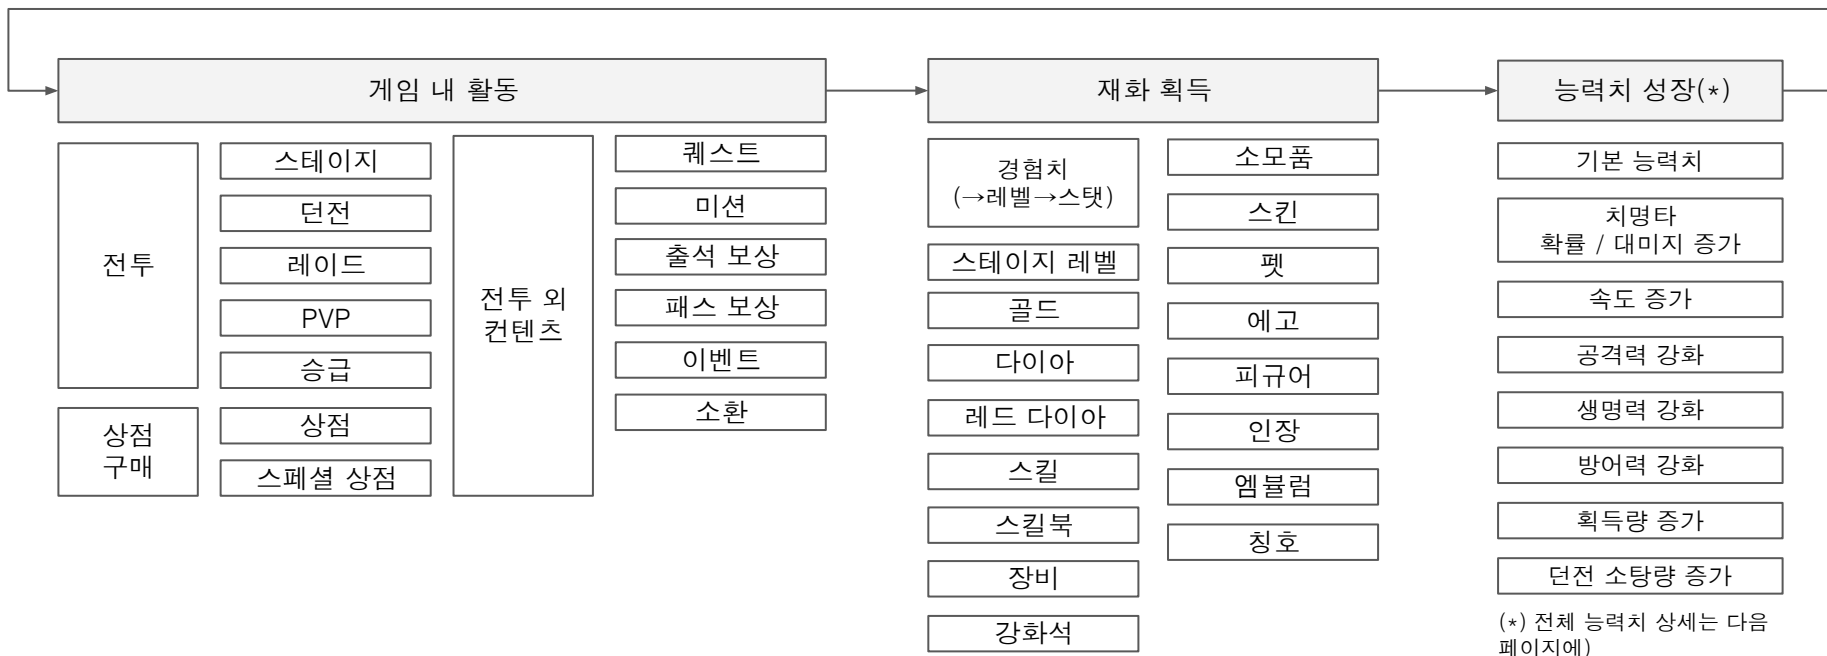 게임 내 활동
재화 획득
능력치 성장(*)
전투
스테이지
던전
레이드
PVP
승급
상점
구매
상점
스페셜 상점
전투 외
컨텐츠
퀘스트
미션
출석 보상
패스 보상
이벤트
소환
경험치
(→레벨→스탯)
스테이지 레벨
골드
다이아
레드 다이아
스킬
스킬북
장비
강화석
소모품
스킨
펫
에고
피규어
인장
엠뷸럼
칭호
기본 능력치
치명타
확률 / 대미지 증가
속도 증가
공격력 강화
생명력 강화
방어력 강화
획득량 증가
던전 소탕량 증가
(*) 전체 능력치 상세는 다음
페이지에)